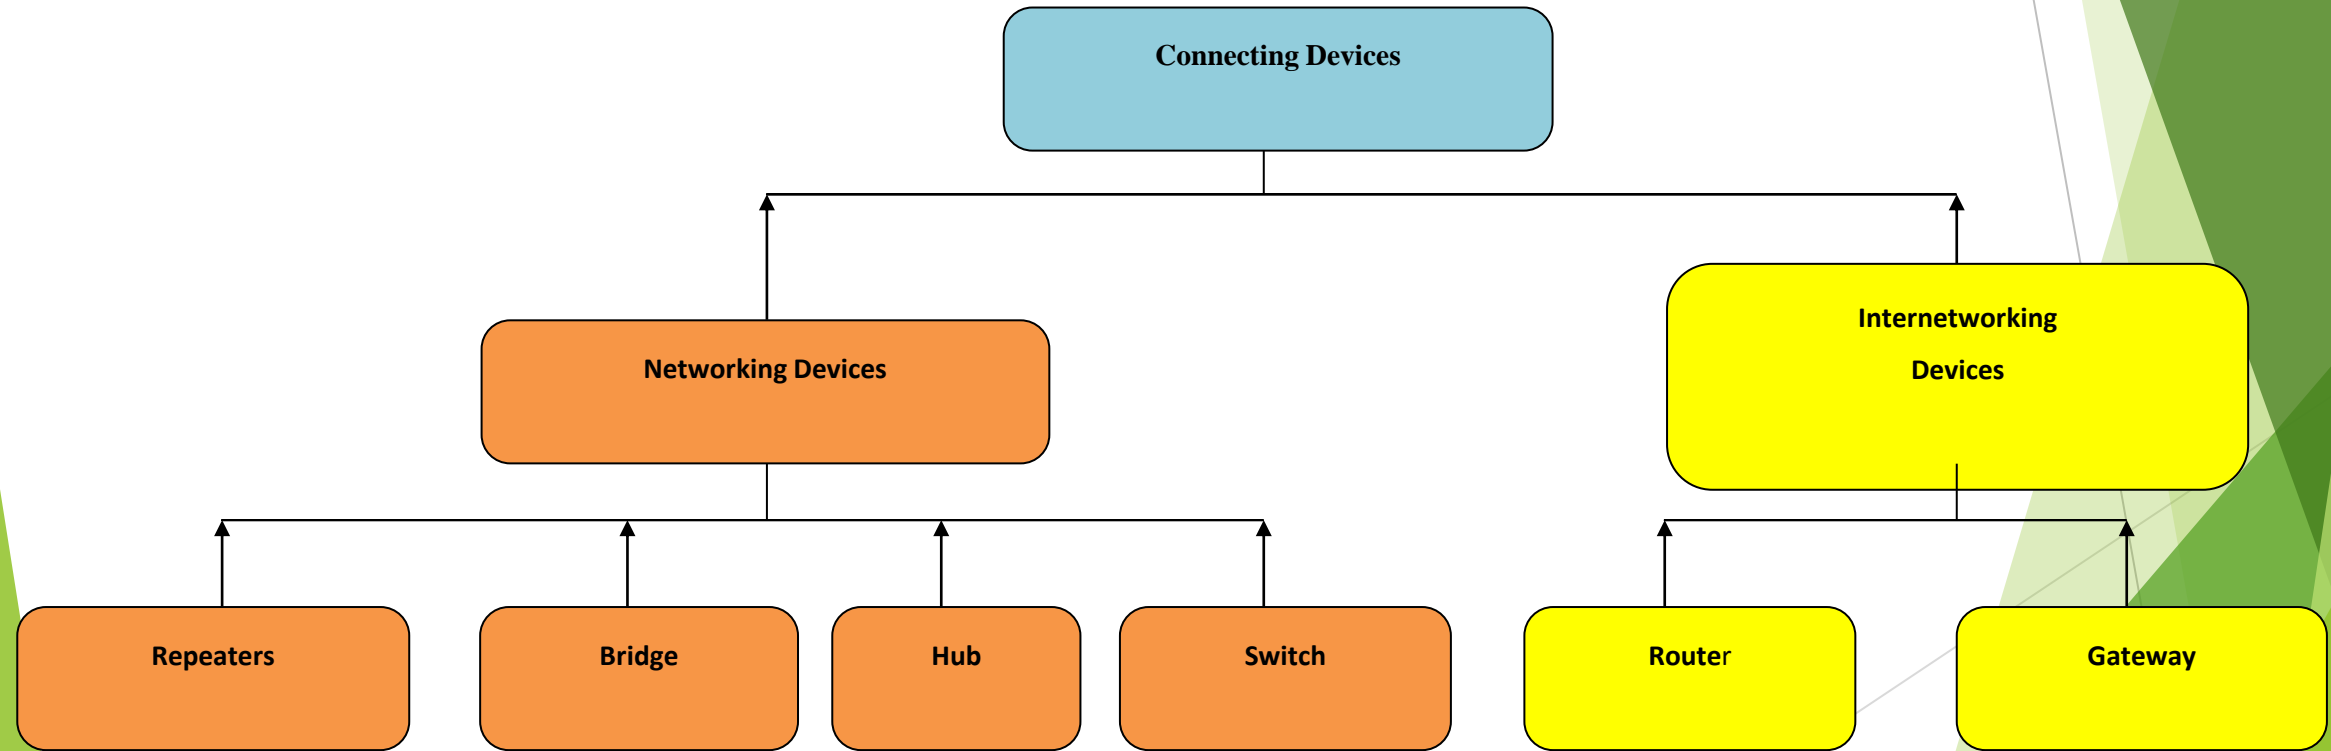 Connecting Devices
Networking Devices
Internetworking
Devices
Repeaters
Bridge
Hub
Switch
Router
Gateway